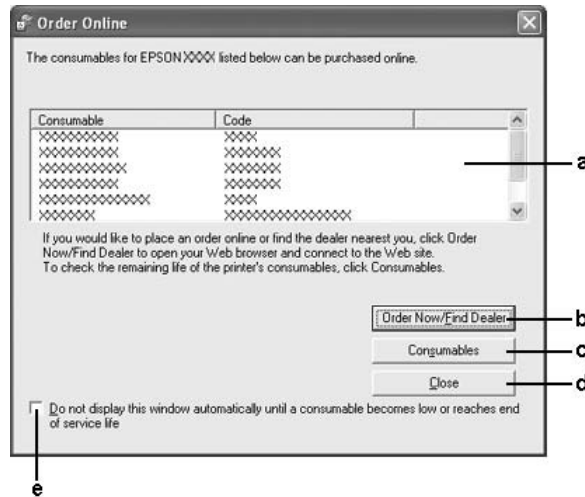 Order Online
The consumables for EPSON XXXX listed below can be purchased online.
Consumable Code
XXXXXXXXXX XXXX
XXXXXXXXXX XXXXXXX
XXXXXXXXXXX XXXXXXX
XXXXXXXXXX XXXXXXX
XXXXXXXXXXXXXX XXXX
XXXXXXX XXXXXXXXXXXXXXXX
a
If you would like to place an order online or find the dealer nearest you, click Order
Now/Find Dealer to open your Web browser and connect to the Web site.
To check the remaining life of the printer's consumables, click Consumables.
Order Now/Find Dealer
b
Consumables
c
Close
d
Do not display this window automatically until a consumable becomes low or reaches end
of service life
e